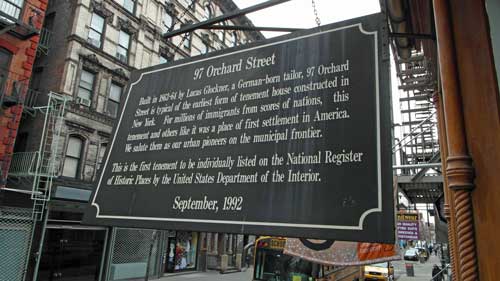 97 Orchard Street
Built in 1863-64 by Lucas Glockner, a German-born tailor, 97 Orchard
Street is typical of the earliest form of tenement house constructed in
New York. For millions of immigrants from scores of nations, this
tenement and others like it was a place of first settlement in America.
We salute them as our urban pioneers on the municipal frontier.
This is the first tenement to be individually listed on the National Register
of Historic Places by the United States Department of the Interior.
September, 1992